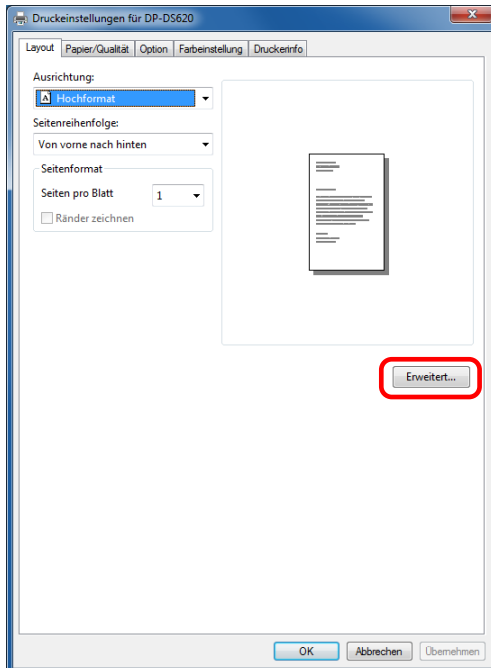 Druckeinstellungen für DP-DS620
Layout Papier/Qualität Option Farbeinstellung Druckerinfo
Ausrichtung:
A Hochformat
Seitenreihenfolge:
Von vorne nach hinten
Seitenformat
Seiten pro Blatt 1
Ränder zeichnen
Erweitert...
OK Abbrechen Übernehmen